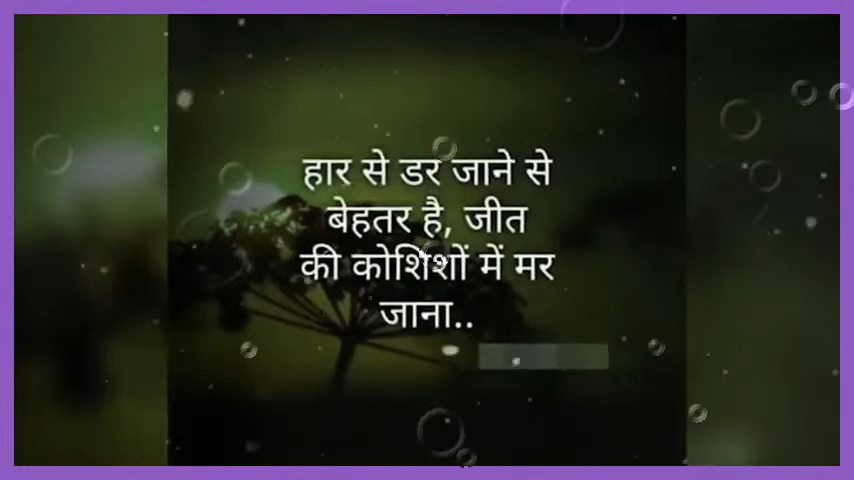 हार से डर जाने से
बेहतर है, जीत
की कोशिशों में मर
जाना..